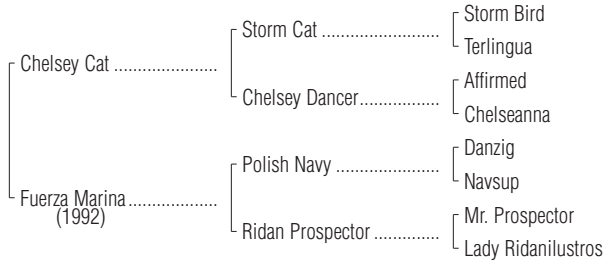 Storm Bird
Storm Cat ........................
Terlingua
Chelsey Cat .....................
Affirmed
Chelsey Dancer................
Chelseanna
Danzig
Polish Navy .....................
Navsup
Fuerza Marina..................
(1992)
Mr. Prospector
Ridan Prospector .............
Lady Ridanilustros